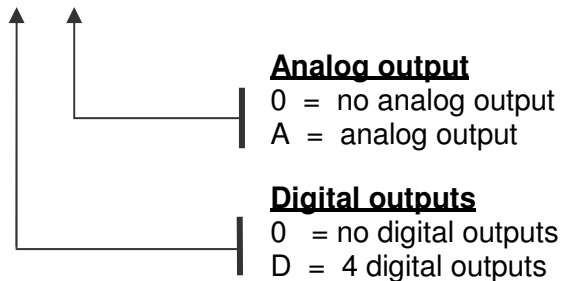 Analog output
0 = no analog output
A = analog output
Digital outputs
0 = no digital outputs
D = 4 digital outputs